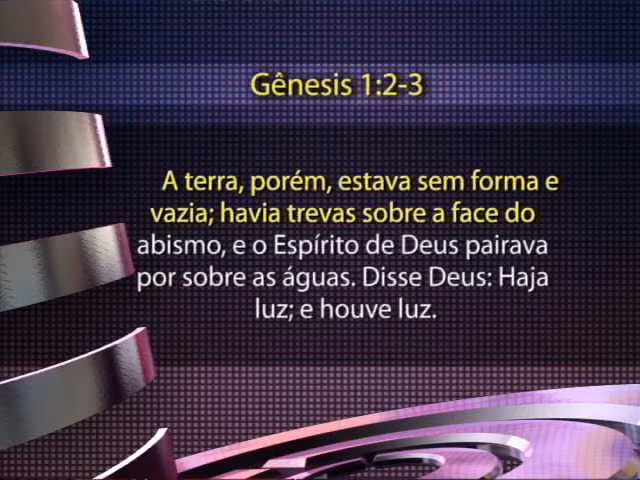 Gênesis 1:2-3
A terra, porém, estava sem forma e
vazia; havia trevas sobre a face do
abismo, e o Espírito de Deus pairava
por sobre as águas. Disse Deus: Haja
luz; e houve luz.